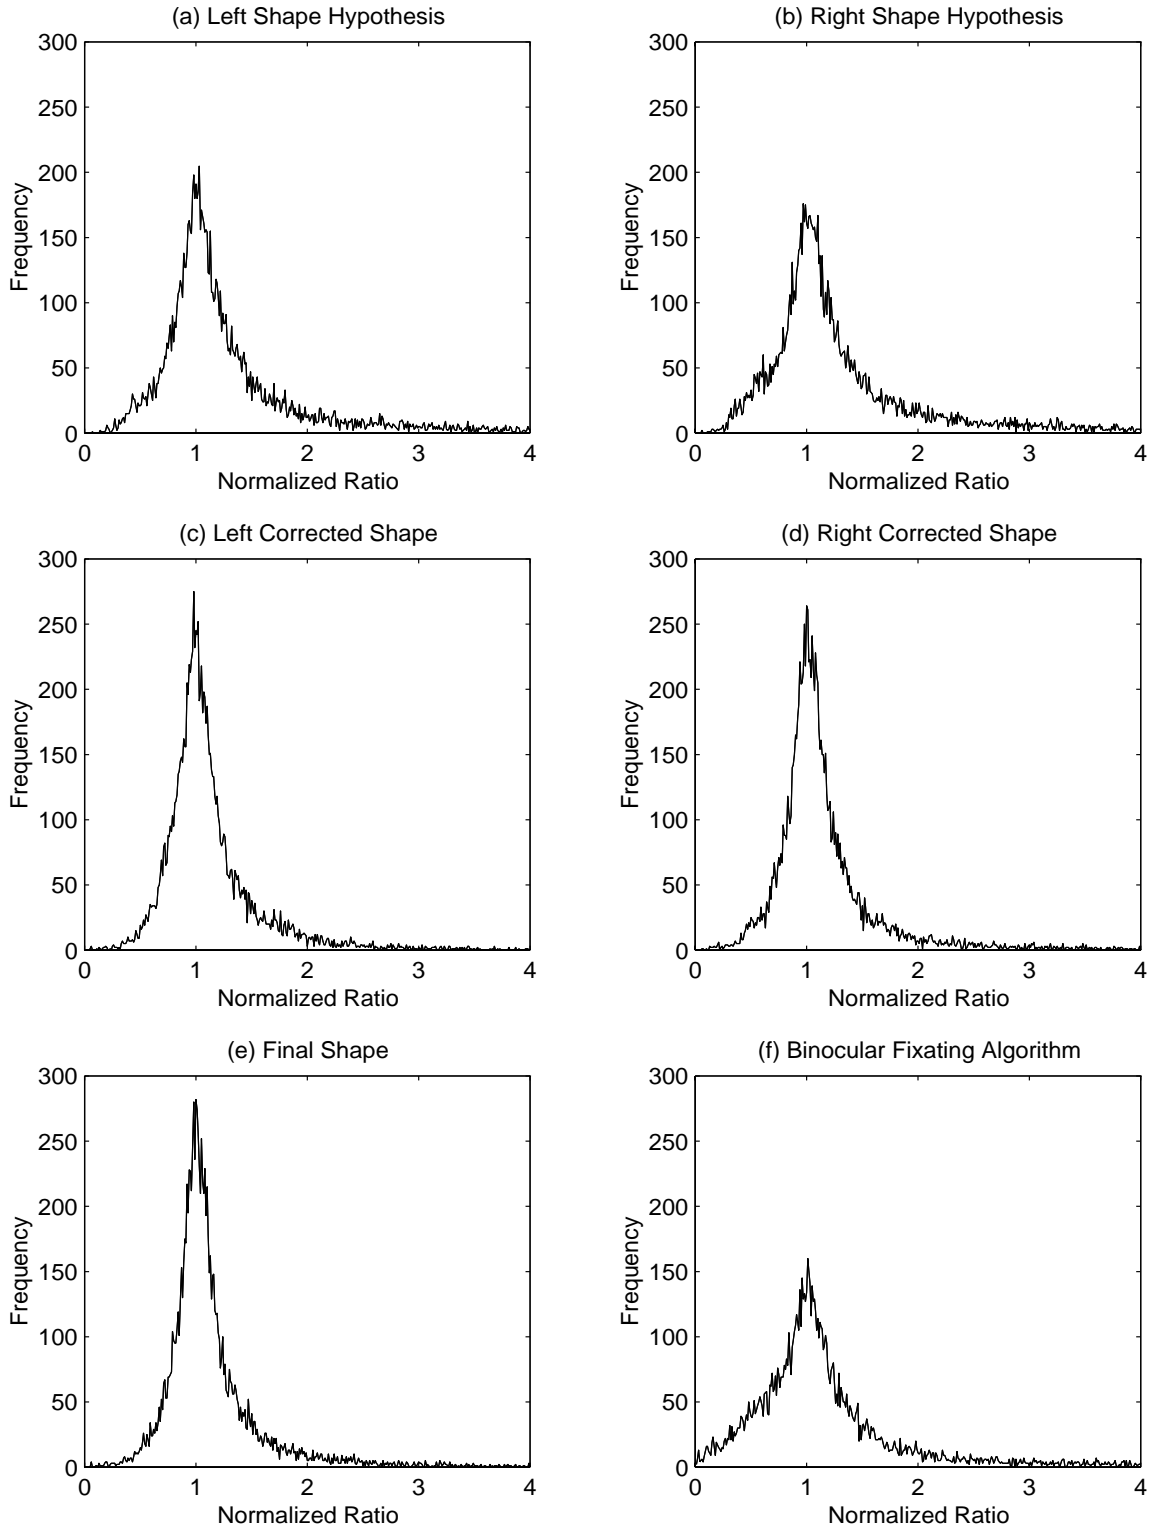 (a) Left Shape Hypothesis
300
250
200
150
100
50
0
Frequency
0 1 2 3 4
Normalized Ratio
(b) Right Shape Hypothesis
300
250
200
150
100
50
0
Frequency
0 1 2 3 4
Normalized Ratio
(c) Left Corrected Shape
300
250
200
150
100
50
0
Frequency
0 1 2 3 4
Normalized Ratio
(d) Right Corrected Shape
300
250
200
150
100
50
0
Frequency
0 1 2 3 4
Normalized Ratio
(e) Final Shape
300
250
200
150
100
50
0
Frequency
0 1 2 3 4
Normalized Ratio
(f) Binocular Fixating Algorithm
300
250
200
150
100
50
0
Frequency
0 1 2 3 4
Normalized Ratio